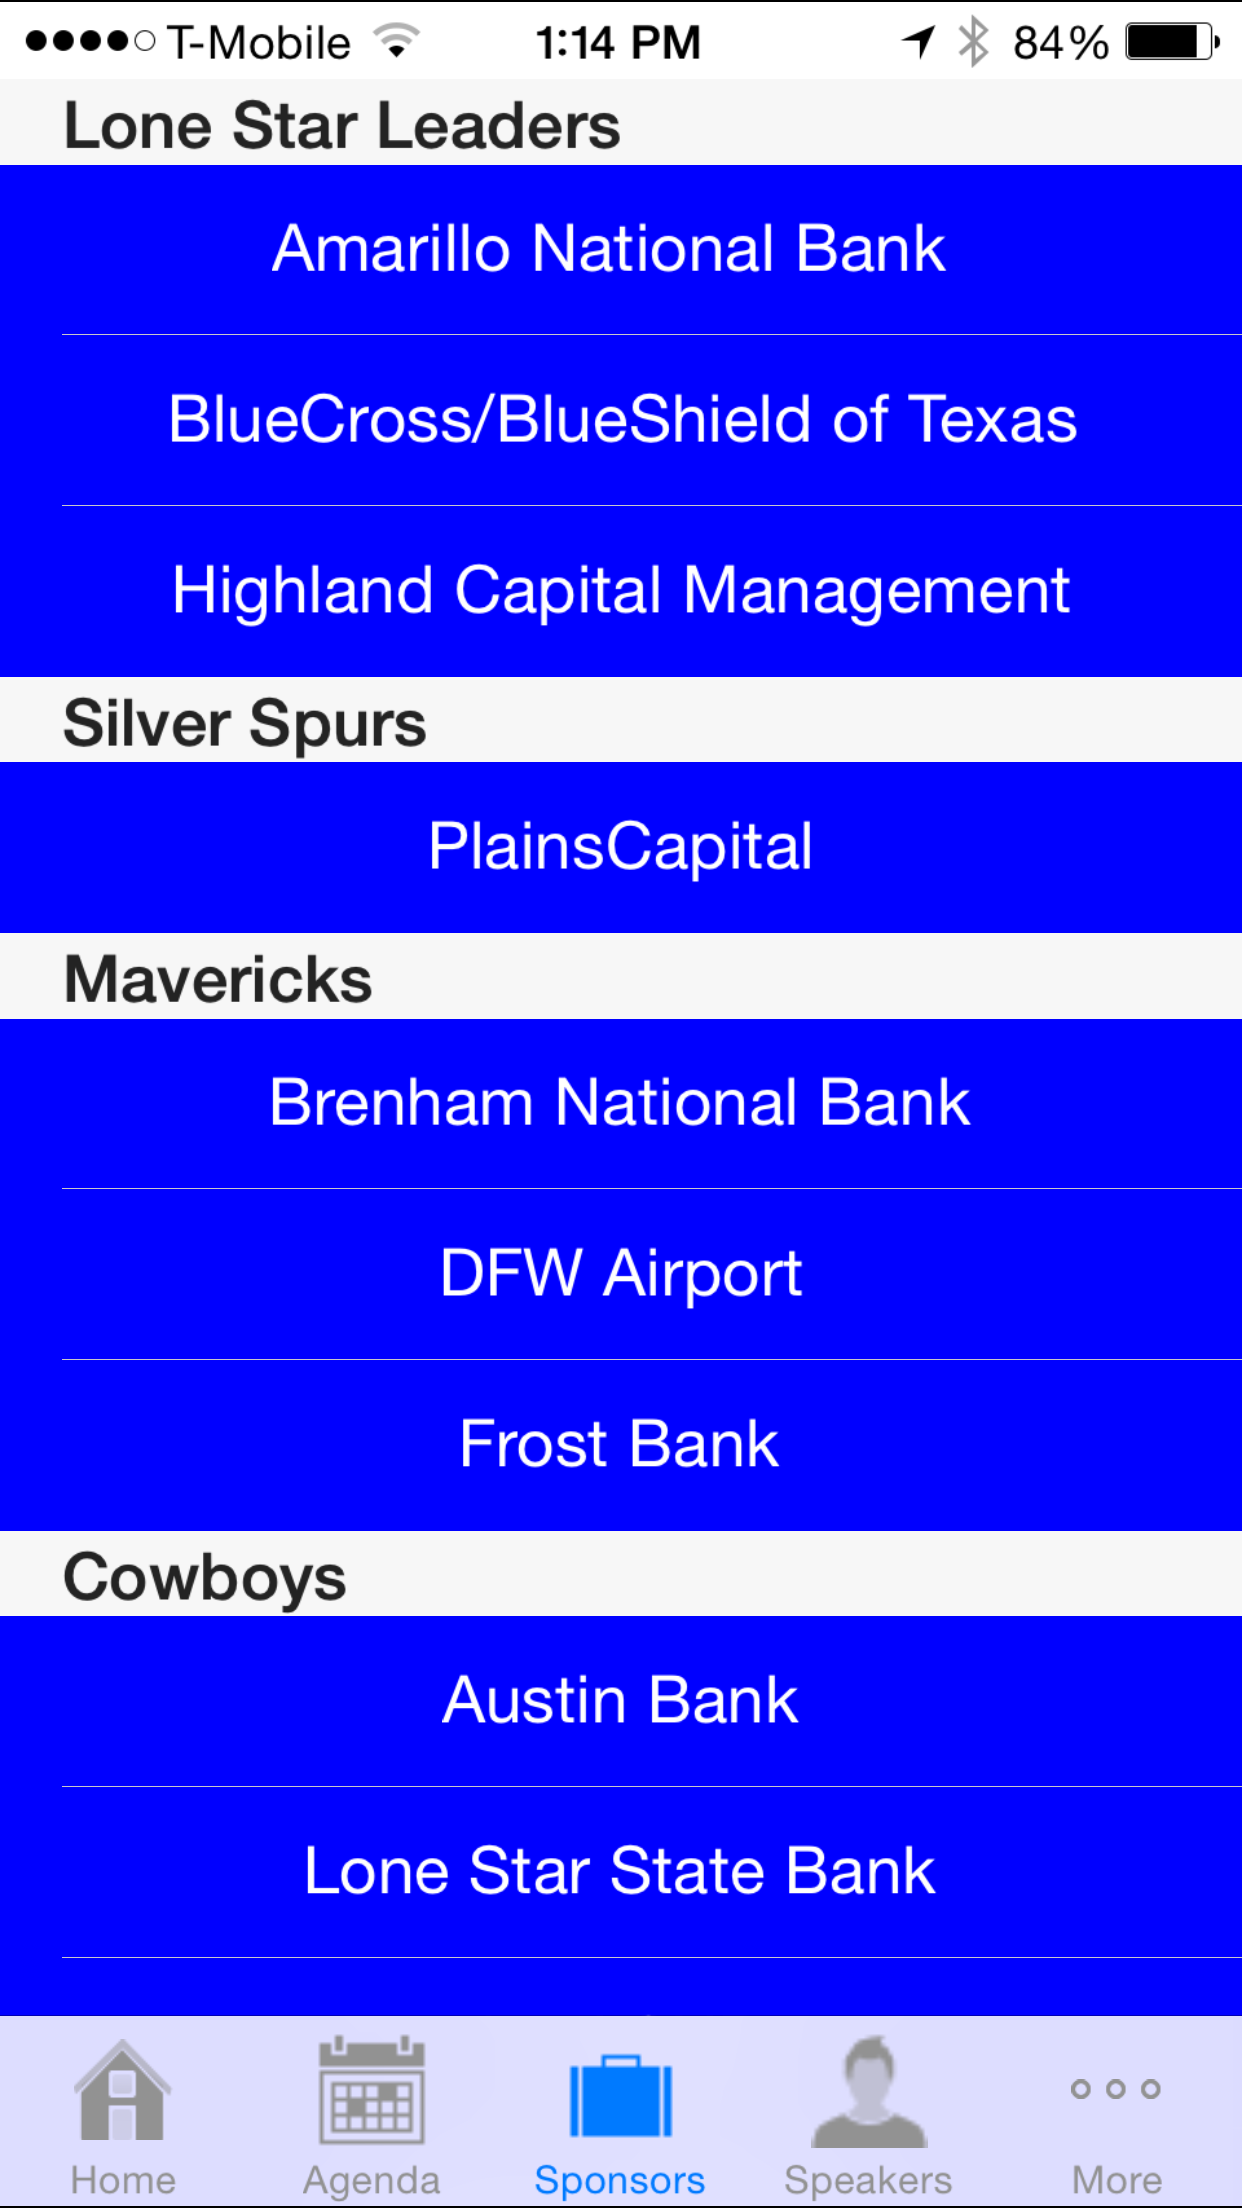 T-Mobile 1:14 PM 84%
Lone Star Leaders
Amarillo National Bank
BlueCross/BlueShield of Texas
Highland Capital Management
Silver Spurs
PlainsCapital
Mavericks
Brenham National Bank
DFW Airport
Frost Bank
Cowboys
Austin Bank
Lone Star State Bank
Home Agenda Sponsors Speakers More